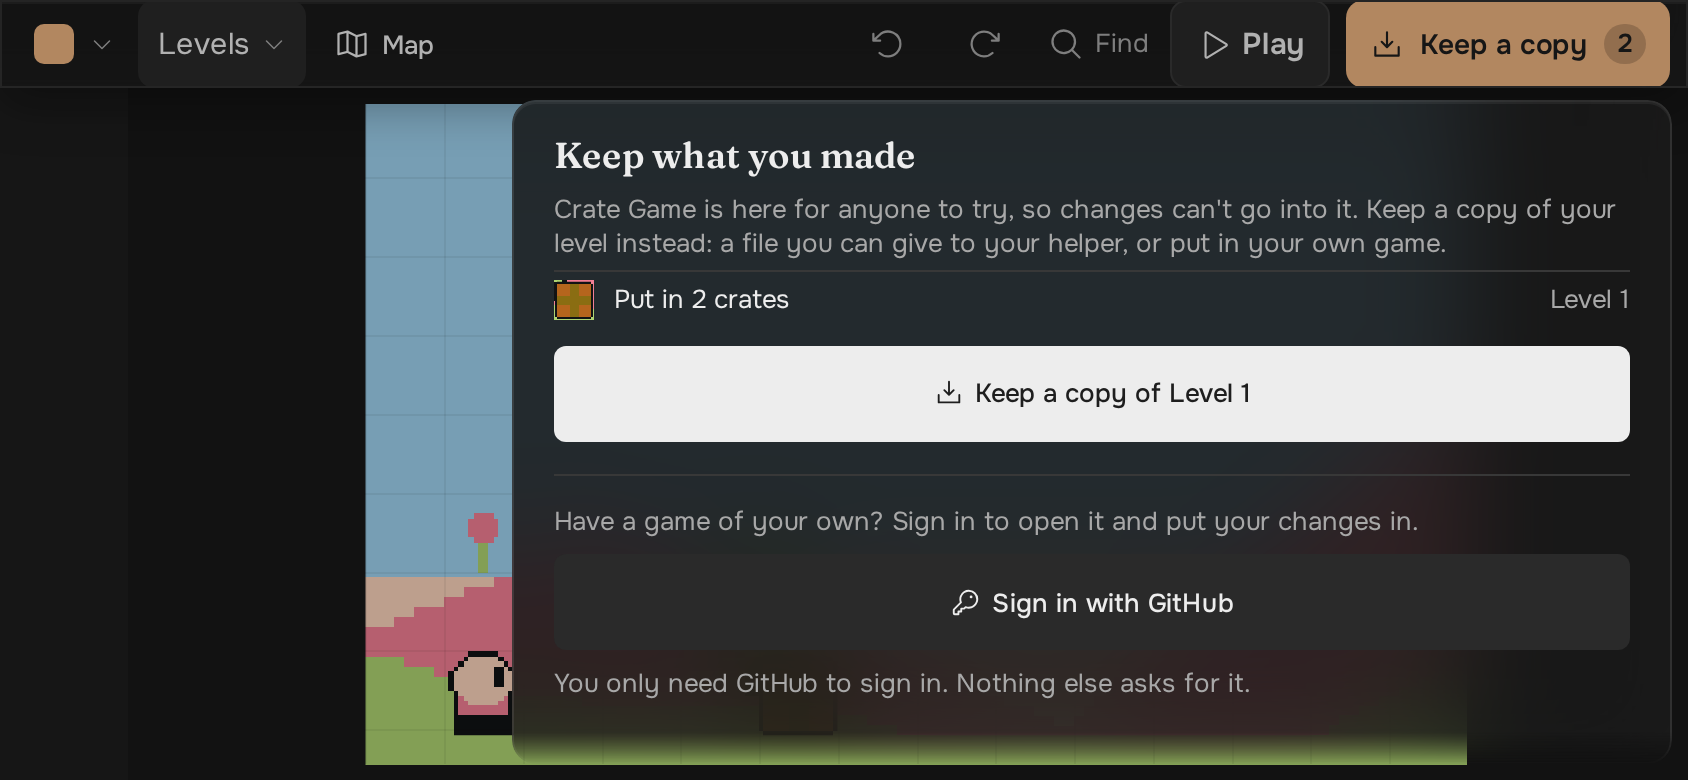 Levels
Map
Find
Play
Keep a copy 2
Keep what you made
Crate Game is here for anyone to try, so changes can't go into it. Keep a copy of your
level instead: a file you can give to your helper, or put in your own game.
Put in 2 crates
Level 1
Keep a copy of Level 1
Have a game of your own? Sign in to open it and put your changes in.
Sign in with GitHub
You only need GitHub to sign in. Nothing else asks for it.